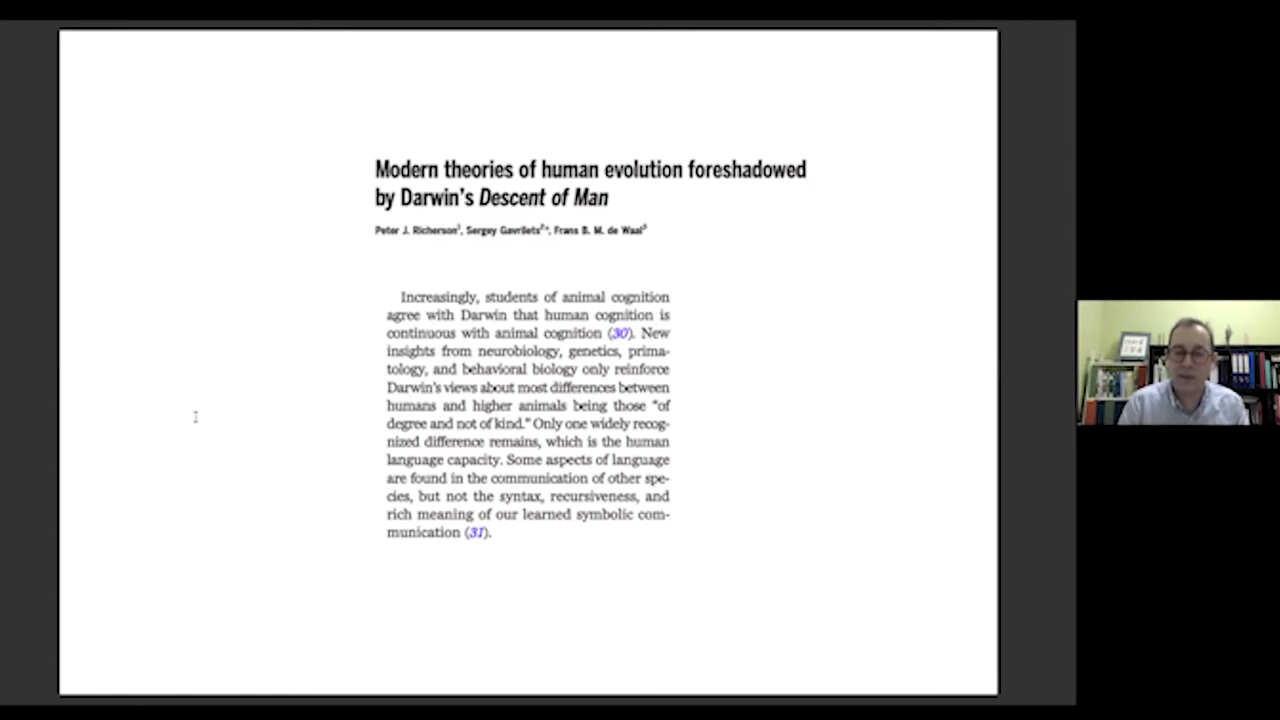 Modern theories of human evolution foreshadowed
by Darwin's Descent of Man
Peter J. Richerson1, Sergey Gavrilets2*, Frans B. M. de Waal3
Increasingly, students of animal cognition
agree with Darwin that human cognition is
continuous with animal cognition (30). New
insights from neurobiology, genetics, prima-
tology, and behavioral biology only reinforce
Darwin's views about most differences between
humans and higher animals being those "of
degree and not of kind." Only one widely recog-
nized difference remains, which is the human
language capacity. Some aspects of language
are found in the communication of other spe-
cies, but not the syntax, recursiveness, and
rich meaning of our learned symbolic com-
munication (31).